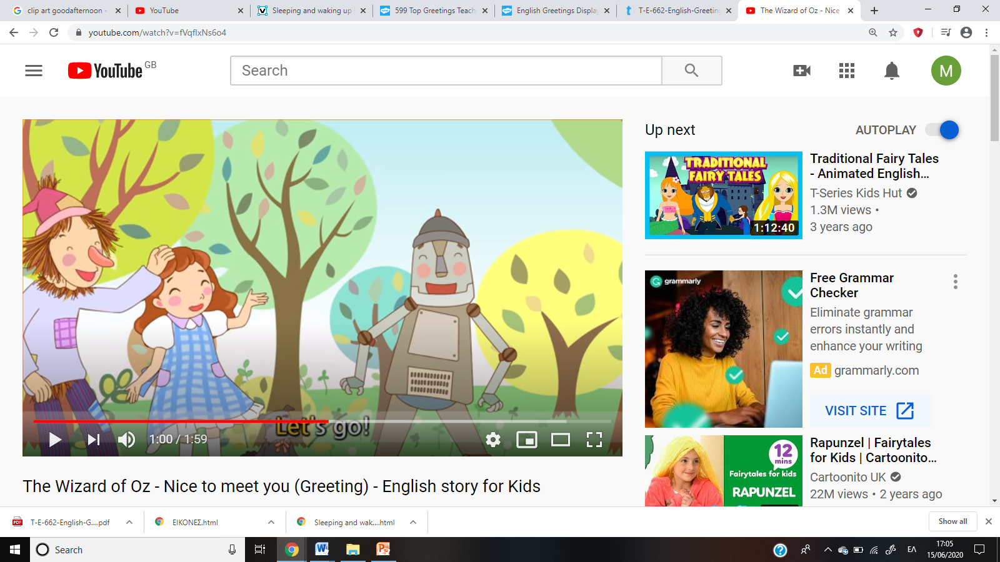 clip art goodafternoon -
YouTube
Sleeping and waking up
599 Top Greetings Teach
English Greetings Display
T-E-662-English-Greeting
The Wizard of Oz - Nice
youtube.com/watch?v=fVqflxNs6o4
YouTube GB
Search
M
Up next
AUTOPLAY
TRADITIONAL
FAIRY TALES
1:12:40
Traditional Fairy Tales
- Animated English...
T-Series Kids Hut
1.3M views •
3 years ago
grammarly
Free Grammar
Checker
Eliminate grammar
errors instantly and
enhance your writing
Ad grammarly.com
VISIT SITE
Let's go!
1:00 / 1:59
12
mins
Fairytales for kids
RAPUNZEL
Rapunzel | Fairytales
for Kids | Cartoonito...
Cartoonito UK
22M views • 2 years ago
The Wizard of Oz - Nice to meet you (Greeting) - English story for Kids
PDF
T-E-662-English-G....pdf
ΕΙΚΟΝΕΣ.html
Sleeping and wak....html
Show all
Search
ΕΛ
17:05
15/06/2020